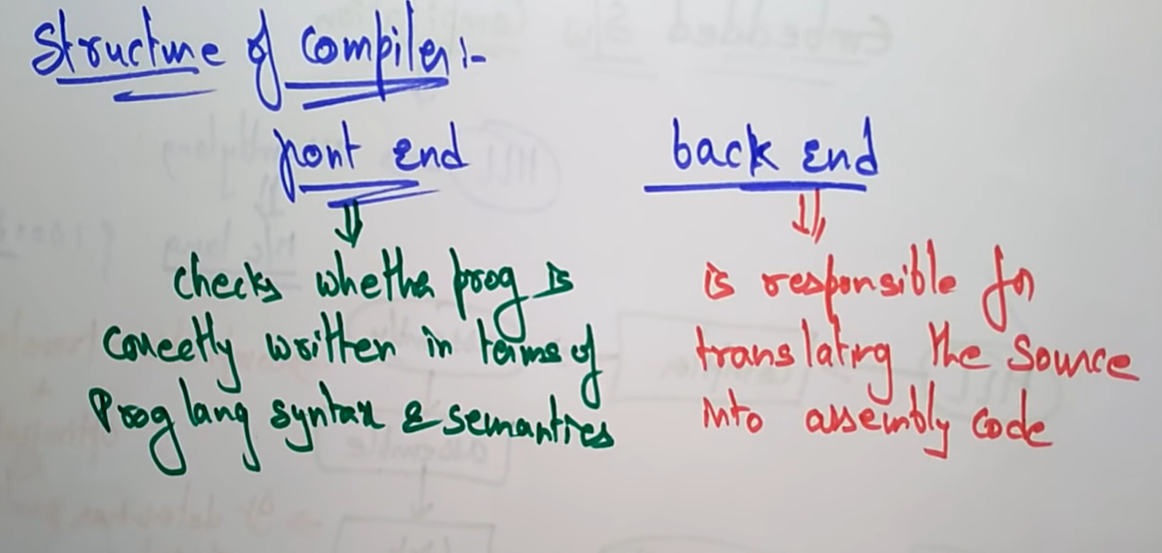 Structure of compiler:-
front end
back end
checks whether prog is
correctly written in terms of
Prog lang syntax & semantics
is responsible for
translating the source
into assembly code